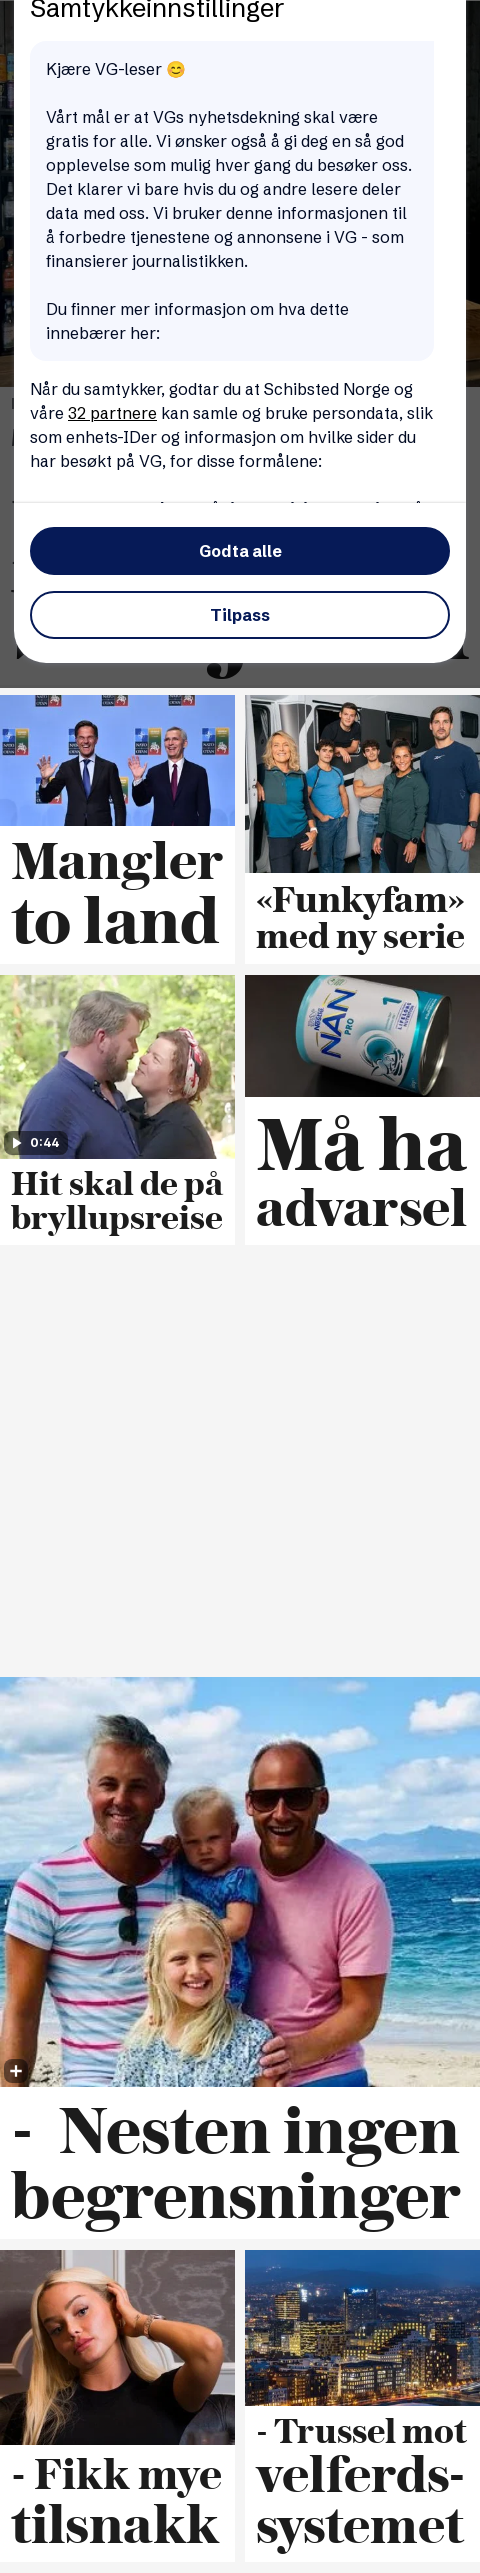 Samtykkeinnstillinger
Kjære VG-leser 😊
Vårt mål er at VGs nyhetsdekning skal være
gratis for alle. Vi ønsker også å gi deg en så god
opplevelse som mulig hver gang du besøker oss.
Det klarer vi bare hvis du og andre lesere deler
data med oss. Vi bruker denne informasjonen til
å forbedre tjenestene og annonsene i VG - som
finansierer journalistikken.
Du finner mer informasjon om hva dette
innebærer her:
Når du samtykker, godtar du at Schibsted Norge og
våre 32 partnere kan samle og bruke persondata, slik
som enhets-IDer og informasjon om hvilke sider du
har besøkt på VG, for disse formålene:
Godta alle
Tilpass
Mangler
to land
«Funkyfam»
med ny serie
0:44
Hit skal de på
bryllupsreise
Nestlé
NAN
PRO
1
Må ha
advarsel
- Nesten ingen
begrensninger
- Fikk mye
tilsnakk
- Trussel mot
velferds-
systemet